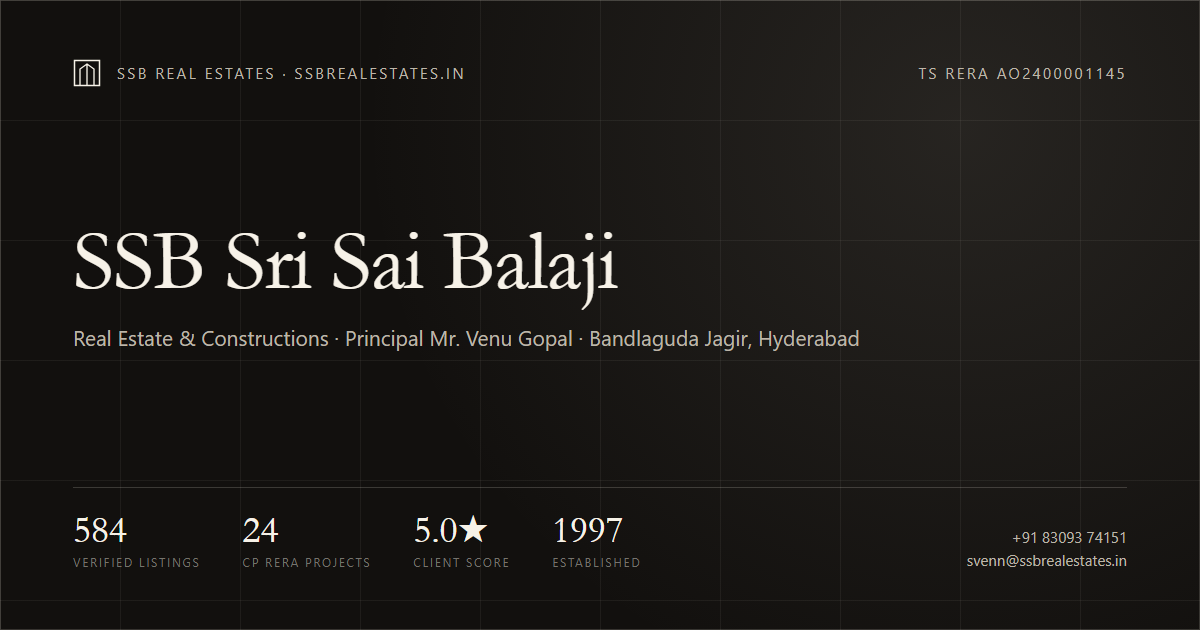 SSB REAL ESTATES · SSBREALESTATES.IN
TS RERA AO2400001145
SSB Sri Sai Balaji
Real Estate & Constructions · Principal Mr. Venu Gopal · Bandlaguda Jagir, Hyderabad
584
VERIFIED LISTINGS
24
CP RERA PROJECTS
5.0★
CLIENT SCORE
1997
ESTABLISHED
+91 83093 74151
svenn@ssbrealestates.in